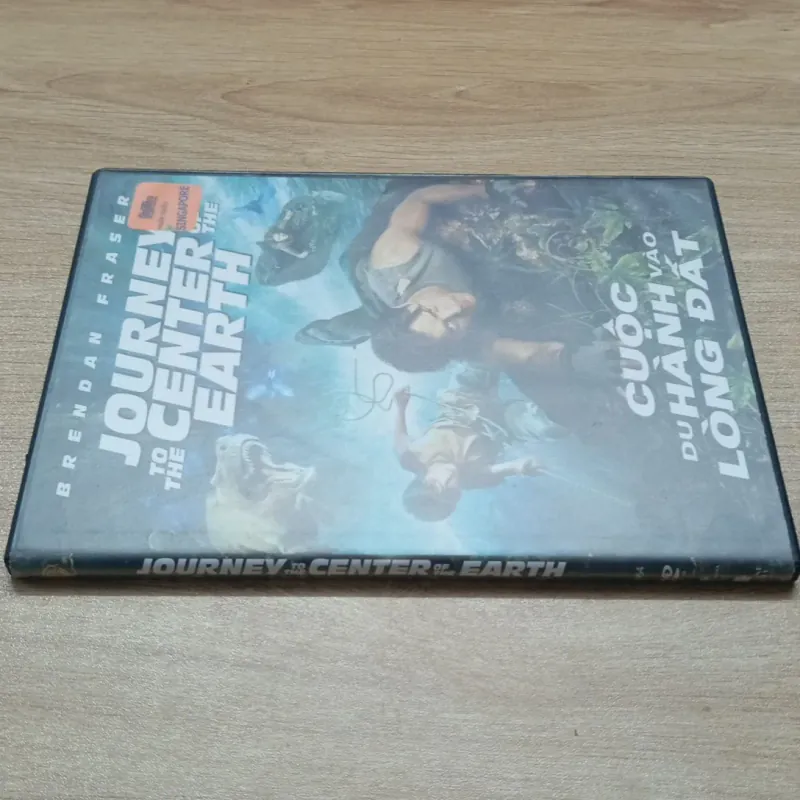 BRENDAN FRASER
JOURNEY
TO
THE CENTER THE
EARTH
SINGAPORE
CUỘC
DU HÀNH VÀO
LÒNG ĐẤT
JOURNEY TO THE CENTER OF THE EARTH